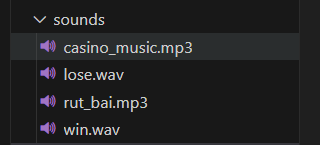 sounds
casino_music.mp3
lose.wav
rut_bai.mp3
win.wav